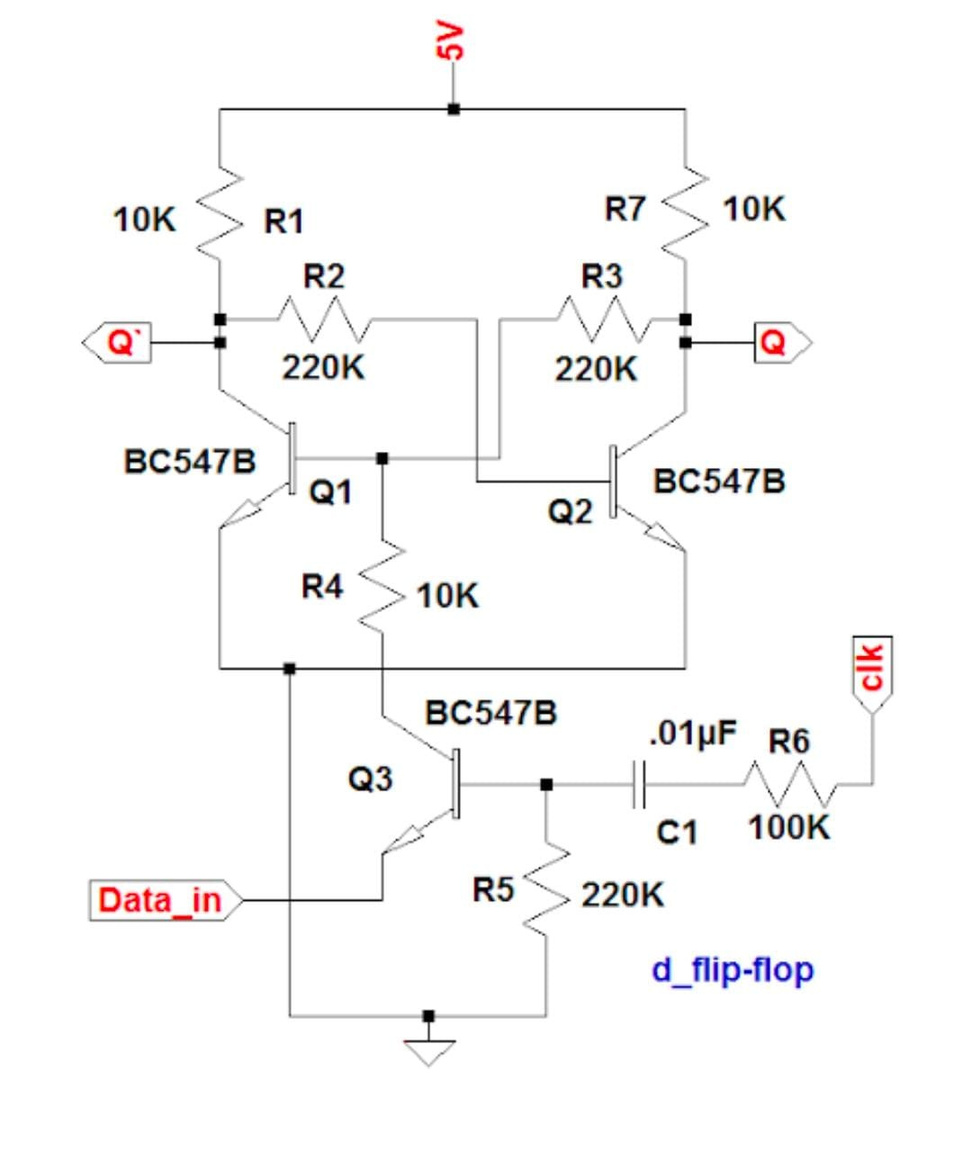 5V
10K
R1
R7
10K
R2
R3
Q`
Q
220K
220K
BC547B
Q1
Q2
BC547B
R4
10K
clk
BC547B
.01µF
R6
Q3
C1
100K
Data_in
R5
220K
d_flip-flop